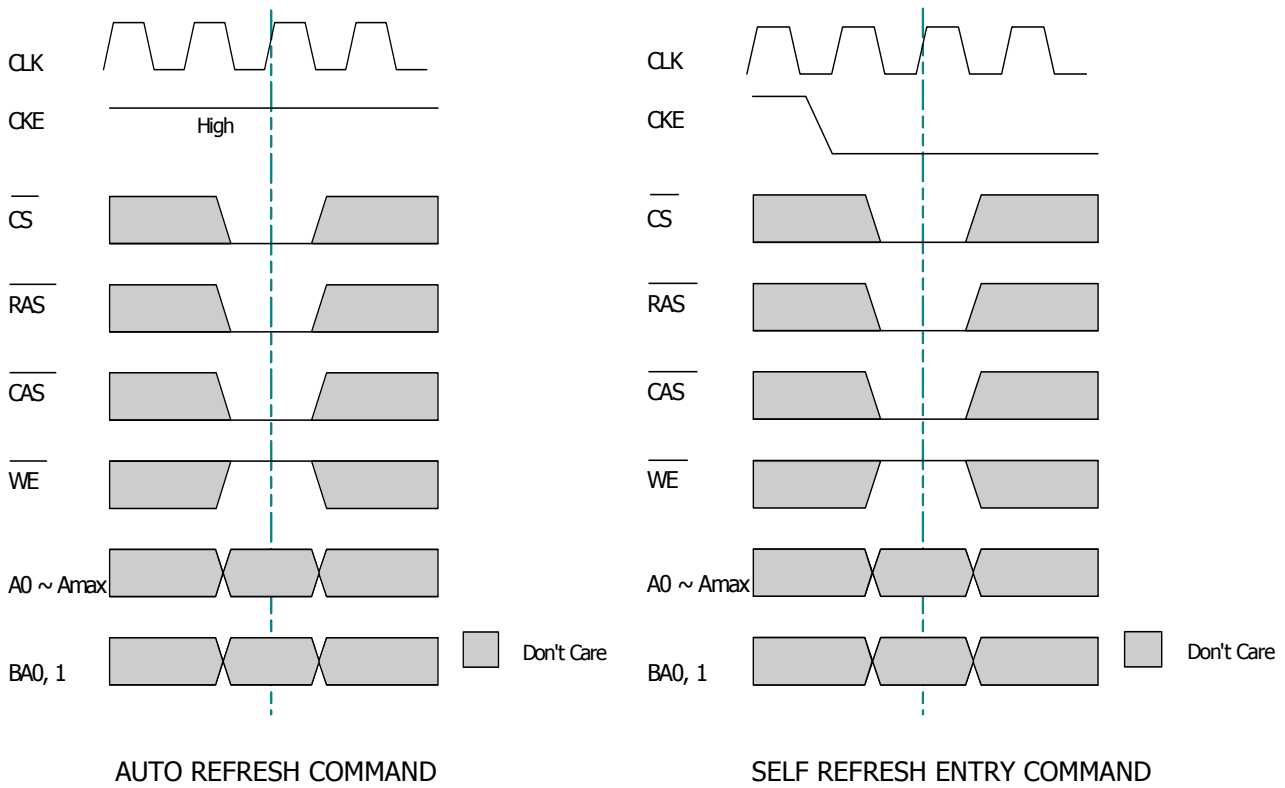 CLK
CKE
High
CS
RAS
CAS
WE
A0 ~ Amax
BA0, 1
Don't Care
AUTO REFRESH COMMAND
CLK
CKE
CS
RAS
CAS
WE
A0 ~ Amax
BA0, 1
Don't Care
SELF REFRESH ENTRY COMMAND